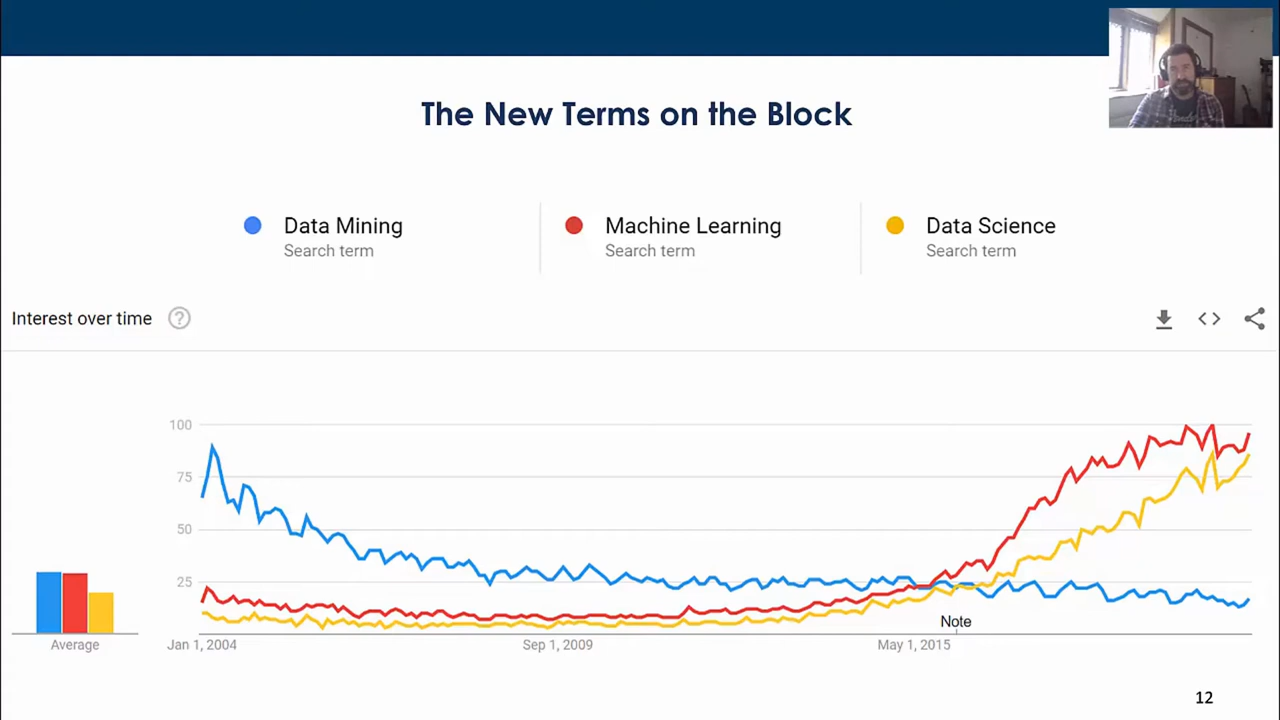 The New Terms on the Block
Data Mining
Search term
Machine Learning
Search term
Data Science
Search term
Interest over time ?
100
75
50
25
Average
Note
Jan 1, 2004
Sep 1, 2009
May 1, 2015
12